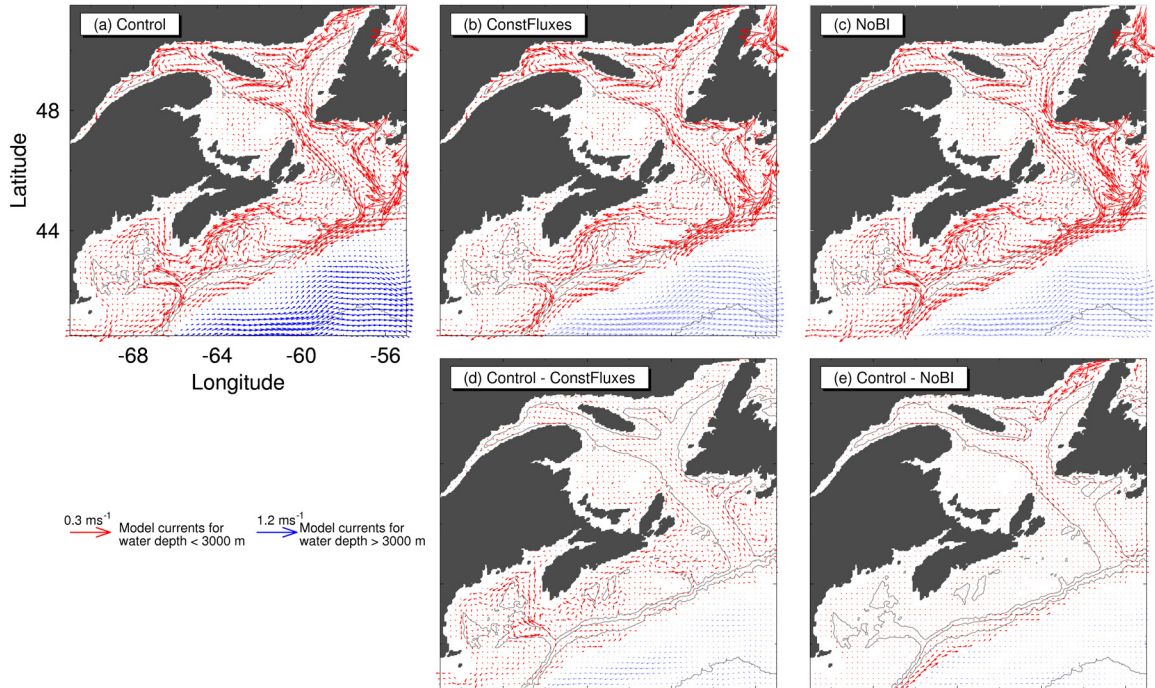 (a) Control
(b) ConstFluxes
(c) NoBI
48
44
Latitude
-68
-64
-60
-56
Longitude
(d) Control - ConstFluxes
(e) Control - NoBI
0.3 ms-1
Model currents for
water depth < 3000 m
1.2 ms-1
Model currents for
water depth > 3000 m